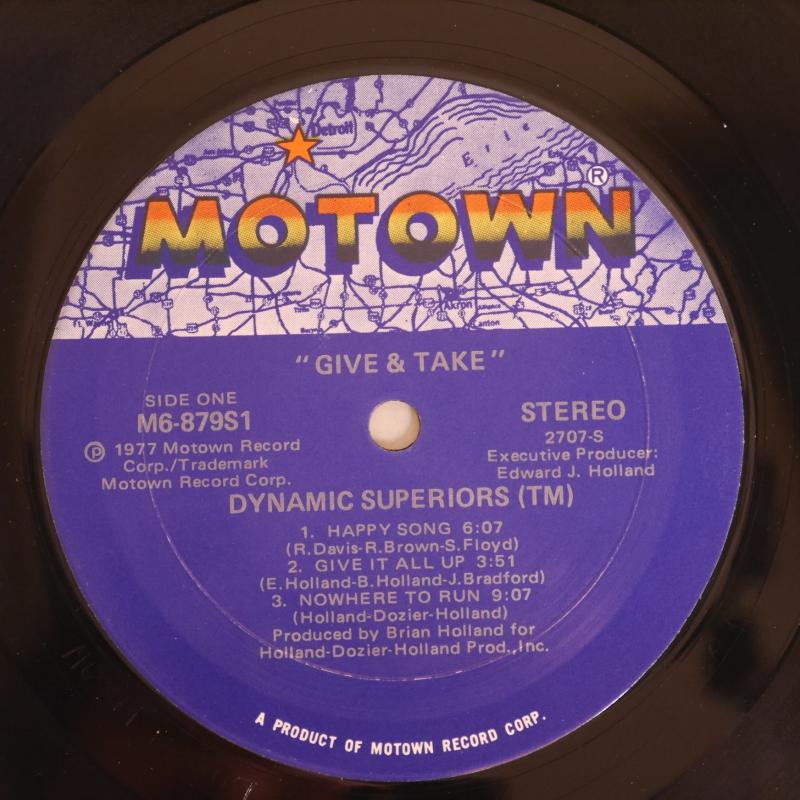 Detroit
Erie
MOTOWN®
Akron
Canton
"GIVE & TAKE"
SIDE ONE
M6-879S1
℗ 1977 Motown Record
Corp./Trademark
Motown Record Corp.
STEREO
2707-S
Executive Producer:
Edward J. Holland
DYNAMIC SUPERIORS (TM)
1. HAPPY SONG 6:07
(R.Davis-R.Brown-S.Floyd)
2. GIVE IT ALL UP 3:51
(E.Holland-B.Holland-J.Bradford)
3. NOWHERE TO RUN 9:07
(Holland-Dozier-Holland)
Produced by Brian Holland for
Holland-Dozier-Holland Prod.,Inc.
A PRODUCT OF MOTOWN RECORD CORP.